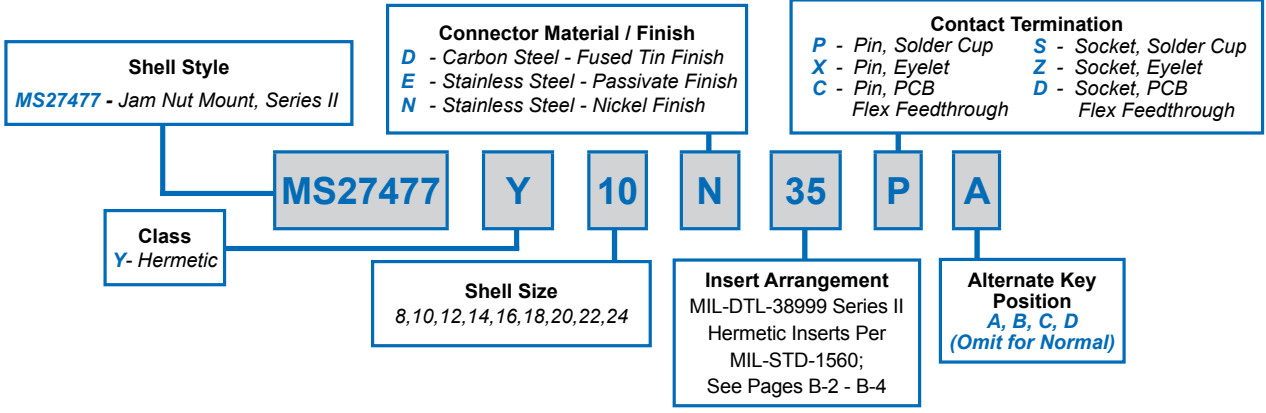 Connector Material / Finish
D - Carbon Steel - Fused Tin Finish
E - Stainless Steel - Passivate Finish
N - Stainless Steel - Nickel Finish
Contact Termination
P - Pin, Solder Cup
X - Pin, Eyelet
C - Pin, PCB
Flex Feedthrough
S - Socket, Solder Cup
Z - Socket, Eyelet
D - Socket, PCB
Flex Feedthrough
Shell Style
MS27477 - Jam Nut Mount, Series II
MS27477 Y 10 N 35 P A
Class
Y- Hermetic
Shell Size
8,10,12,14,16,18,20,22,24
Insert Arrangement
MIL-DTL-38999 Series II
Hermetic Inserts Per
MIL-STD-1560;
See Pages B-2 - B-4
Alternate Key
Position
A, B, C, D
(Omit for Normal)